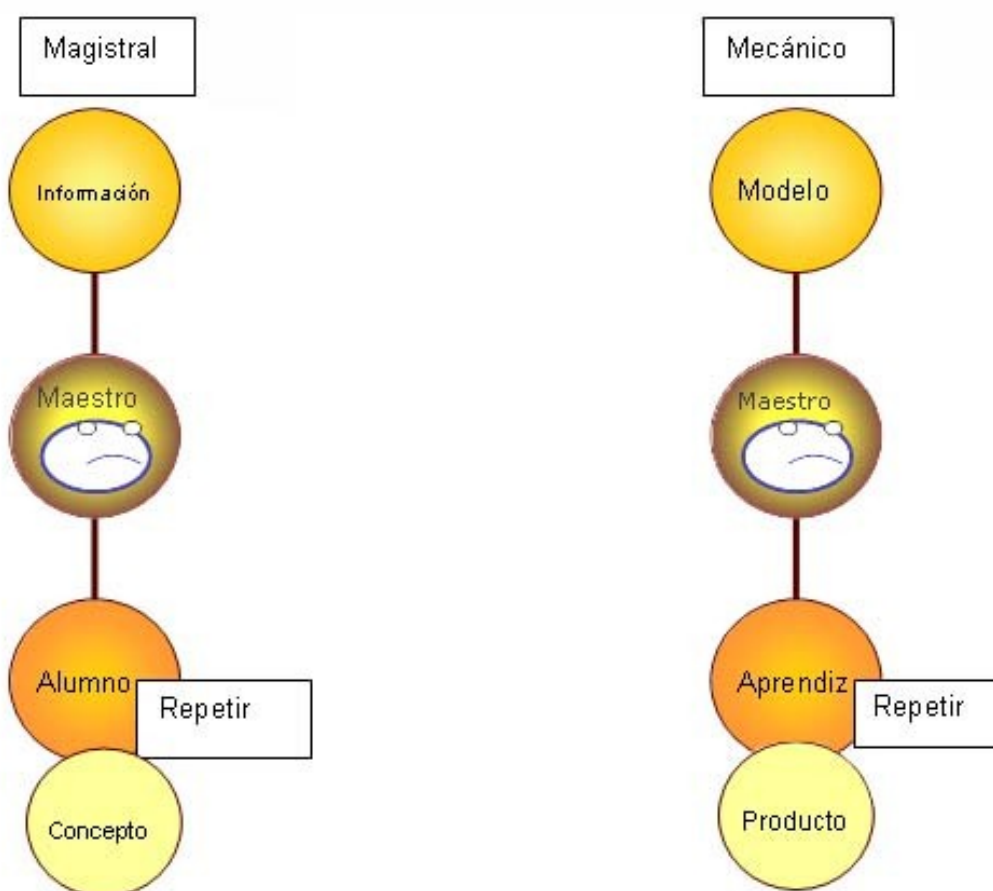 Magistral
Información
Maestro
Alumno
Repetir
Concepto
Mecánico
Modelo
Maestro
Aprendiz
Repetir
Producto